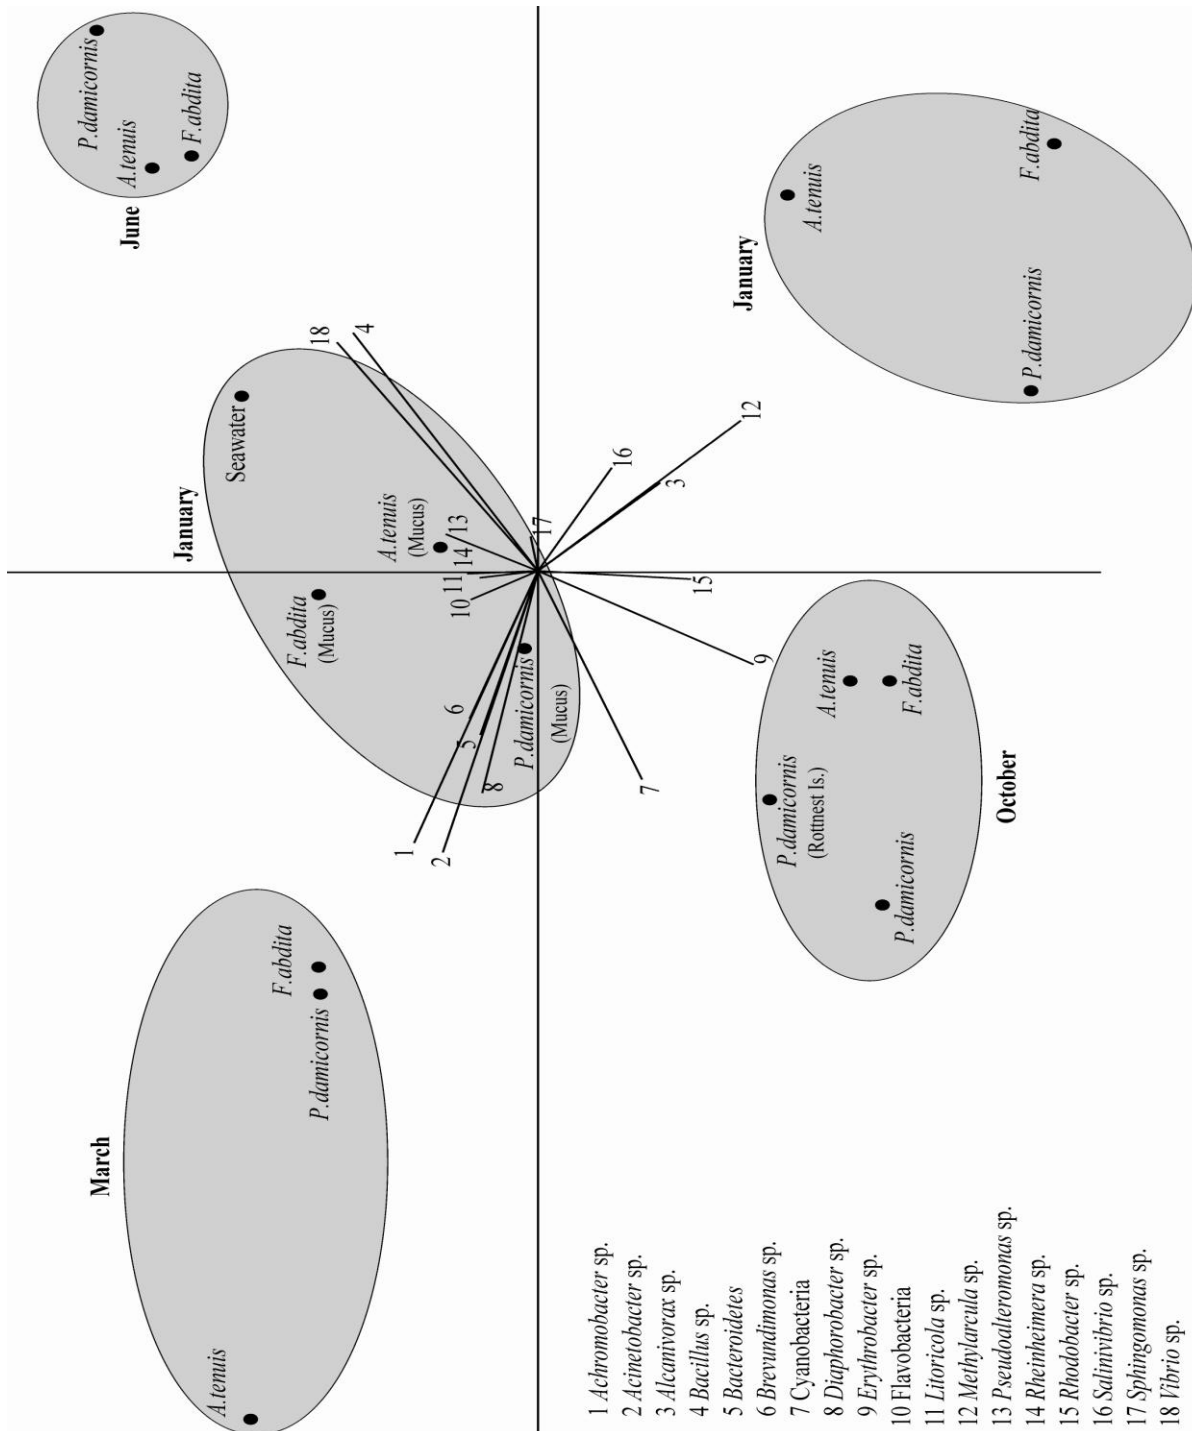 March
A.tenuis
P.damicornis
F.abdita
January
Seawater
F.abdita
(Mucus)
A.tenuis
(Mucus)
P.damicornis
(Mucus)
June
P.damicornis
A.tenuis
F.abdita
1
2
6
5
8
10
11
14
13
17
18
4
7
9
15
3
16
12
October
P.damicornis
(Rottnest Is.)
A.tenuis
F.abdita
P.damicornis
January
A.tenuis
F.abdita
P.damicornis
1 Achromobacter sp.
2 Acinetobacter sp.
3 Alcanivorax sp.
4 Bacillus sp.
5 Bacteroidetes
6 Brevundimonas sp.
7 Cyanobacteria
8 Diaphorobacter sp.
9 Erythrobacter sp.
10 Flavobacteria
11 Litoricola sp.
12 Methylarcula sp.
13 Pseudoalteromonas sp.
14 Rheinheimera sp.
15 Rhodobacter sp.
16 Salinivibrio sp.
17 Sphingomonas sp.
18 Vibrio sp.